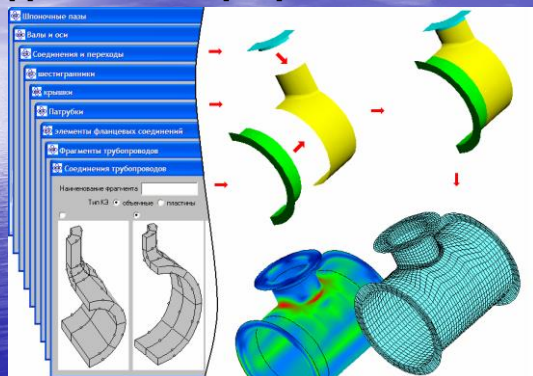 Шпоночные пазы
Валы и оси
Соединения и переходы
шестигранники
крышки
Патрубки
элементы фланцевых соединений
Фрагменты трубопроводов
Соединения трубопроводов
Наименование фрагмента
Тип КЭ объемные пластины